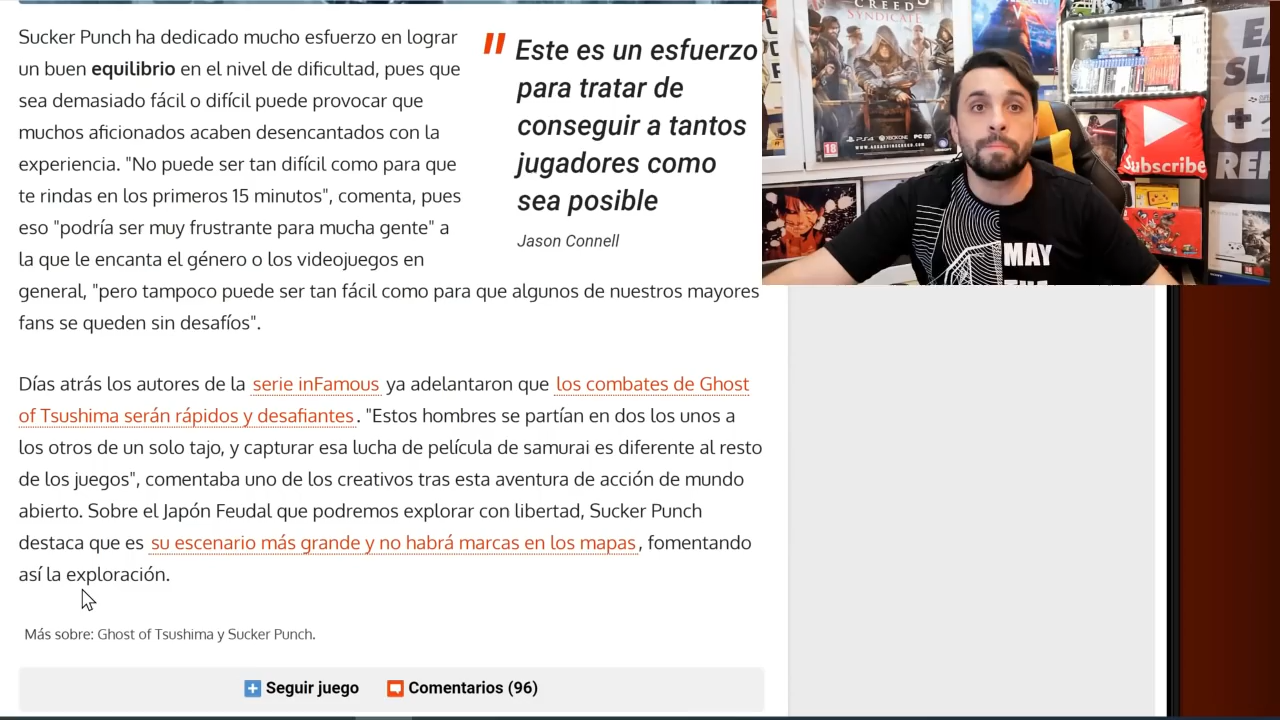 Sucker Punch ha dedicado mucho esfuerzo en lograr
un buen equilibrio en el nivel de dificultad, pues que
sea demasiado fácil o difícil puede provocar que
muchos aficionados acaben desencantados con la
experiencia. "No puede ser tan difícil como para que
te rindas en los primeros 15 minutos", comenta, pues
eso "podría ser muy frustrante para mucha gente" a
la que le encanta el género o los videojuegos en
general, "pero tampoco puede ser tan fácil como para que algunos de nuestros mayores
fans se queden sin desafíos".
" Este es un esfuerzo
para tratar de
conseguir a tantos
jugadores como
sea posible
Jason Connell
Días atrás los autores de la serie inFamous ya adelantaron que los combates de Ghost
of Tsushima serán rápidos y desafiantes. "Estos hombres se partían en dos los unos a
los otros de un solo tajo, y capturar esa lucha de película de samurai es diferente al resto
de los juegos", comentaba uno de los creativos tras esta aventura de acción de mundo
abierto. Sobre el Japón Feudal que podremos explorar con libertad, Sucker Punch
destaca que es su escenario más grande y no habrá marcas en los mapas, fomentando
así la exploración.
Más sobre: Ghost of Tsushima y Sucker Punch.
Seguir juego Comentarios (96)
CREED
SYNDICATE
18
PS4 XBOX ONE PC DVD
Subscribe
MAY